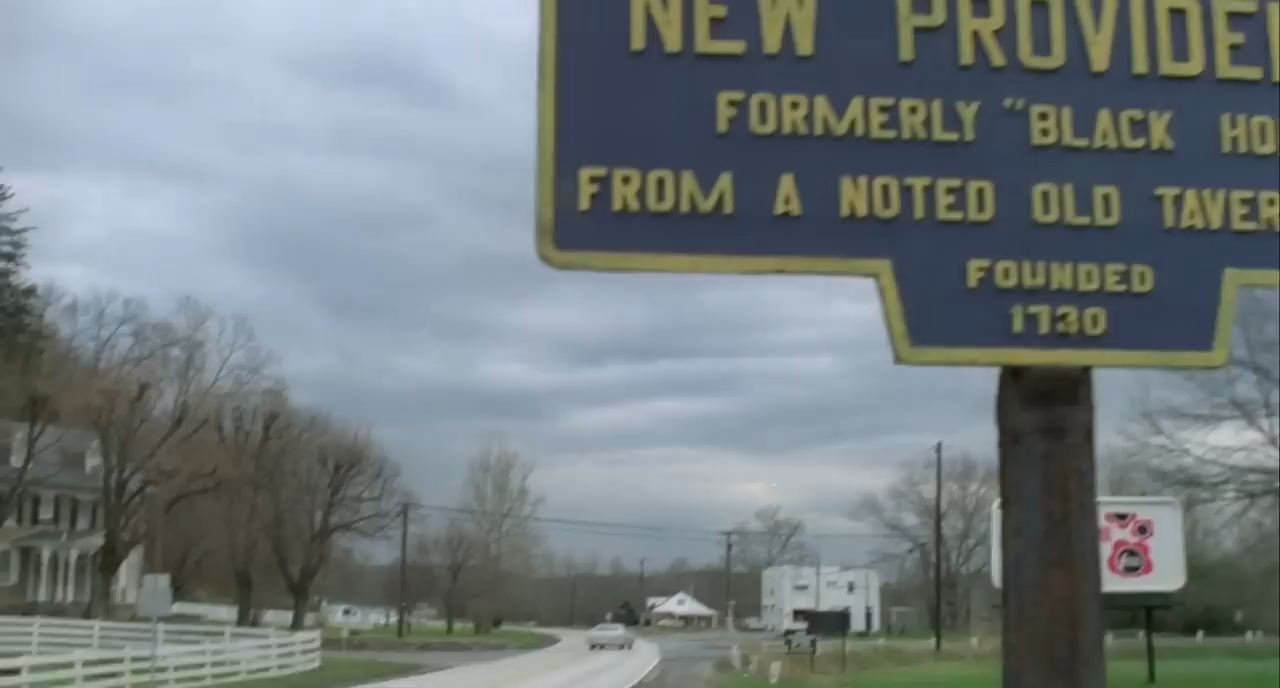 NEW PROVIDE
FORMERLY "BLACK HO
FROM A NOTED OLD TAVER
FOUNDED
1730